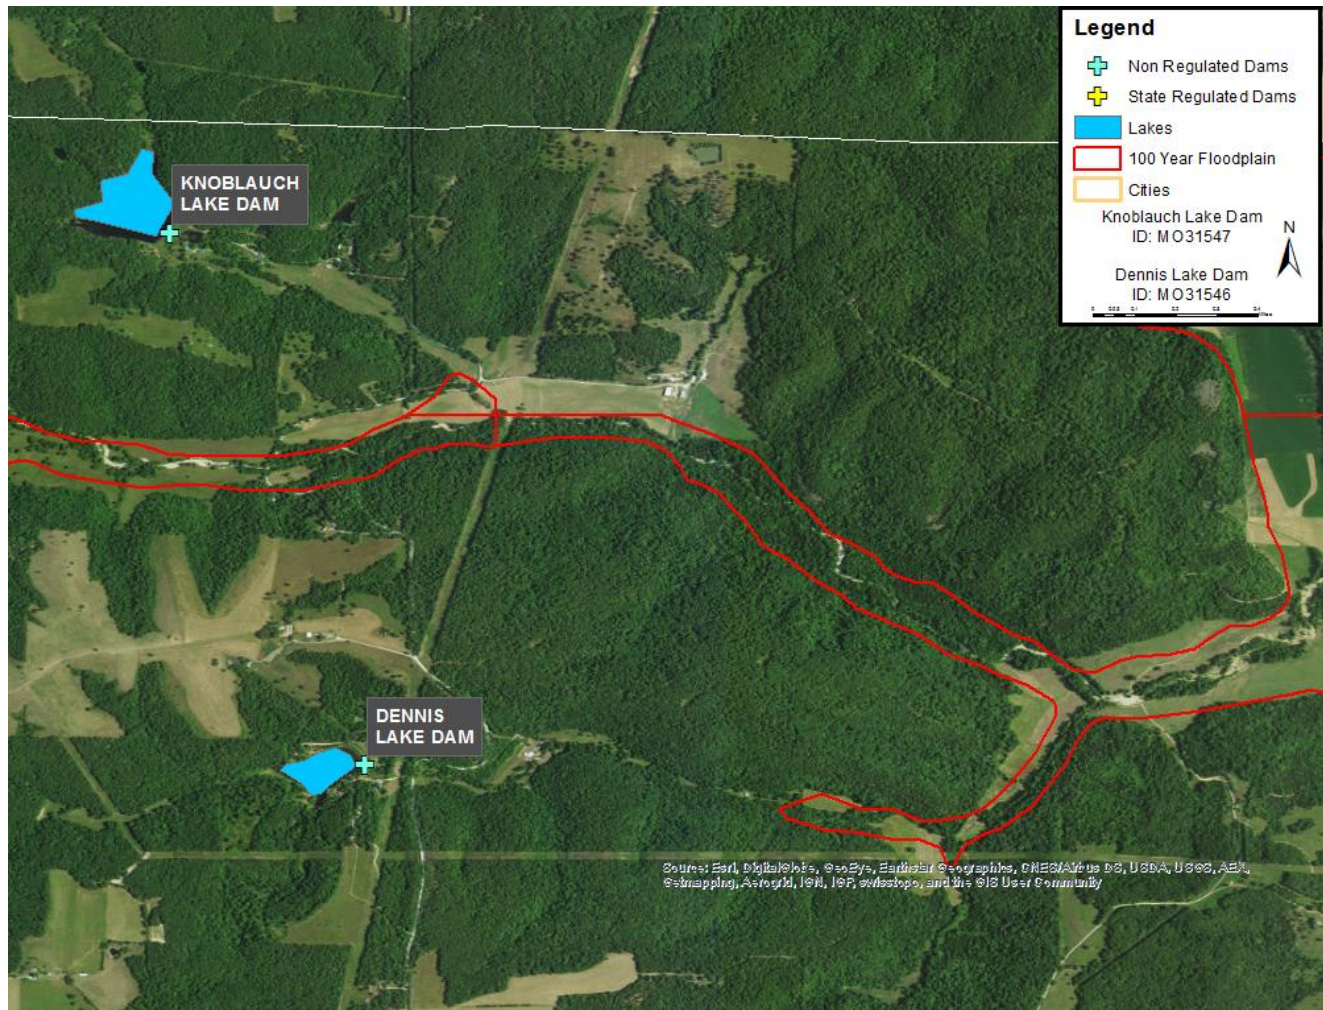 Legend
Non Regulated Dams
State Regulated Dams
Lakes
100 Year Floodplain
Cities
Knoblauch Lake Dam
ID: MO31547
N
Dennis Lake Dam
ID: MO31546
KNOBLAUCH
LAKE DAM
DENNIS
LAKE DAM
Source: Esri, DigitalGlobe, GeoEye, Earthstar Geographics, CNES/Airbus DS, USDA, USGS, AEX,
Getmapping, Aerogrid, IGN, IGP, swisstopo, and the GIS User Community